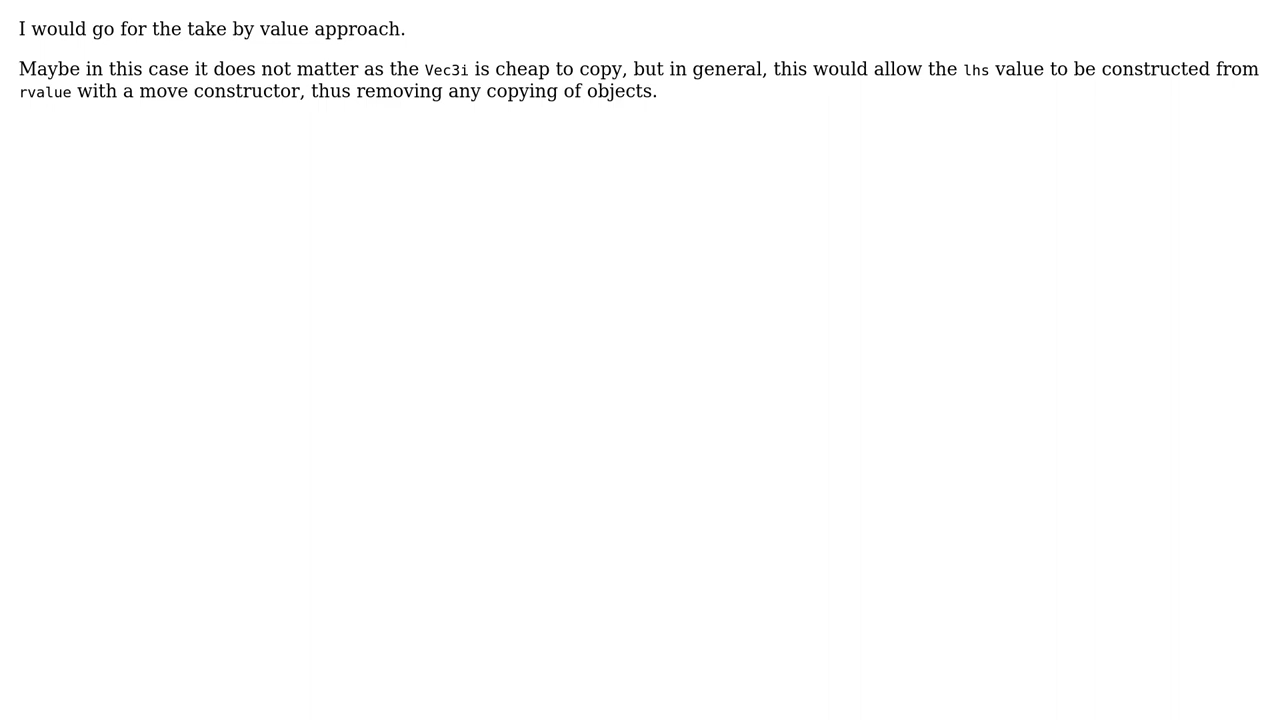 I would go for the take by value approach.
Maybe in this case it does not matter as the Vec3i is cheap to copy, but in general, this would allow the lhs value to be constructed from
rvalue with a move constructor, thus removing any copying of objects.